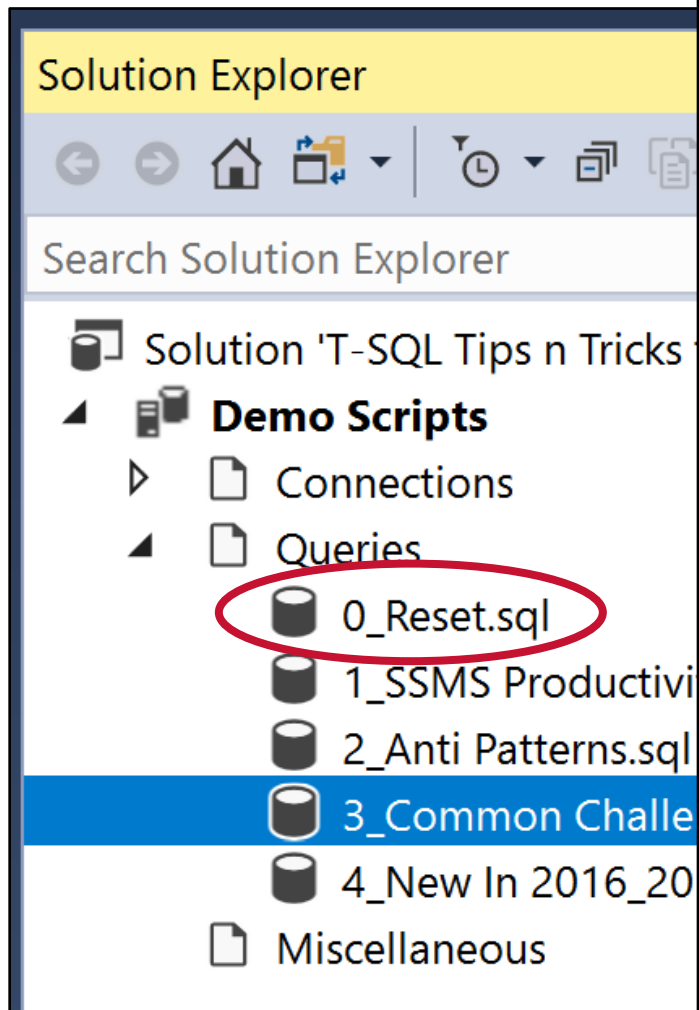 Solution Explorer
Search Solution Explorer
Solution 'T-SQL Tips n Tricks
Demo Scripts
Connections
Queries
0_Reset.sql
1_SSMS Productivi
2_Anti Patterns.sql
3_Common Challe
4_New In 2016_20
Miscellaneous